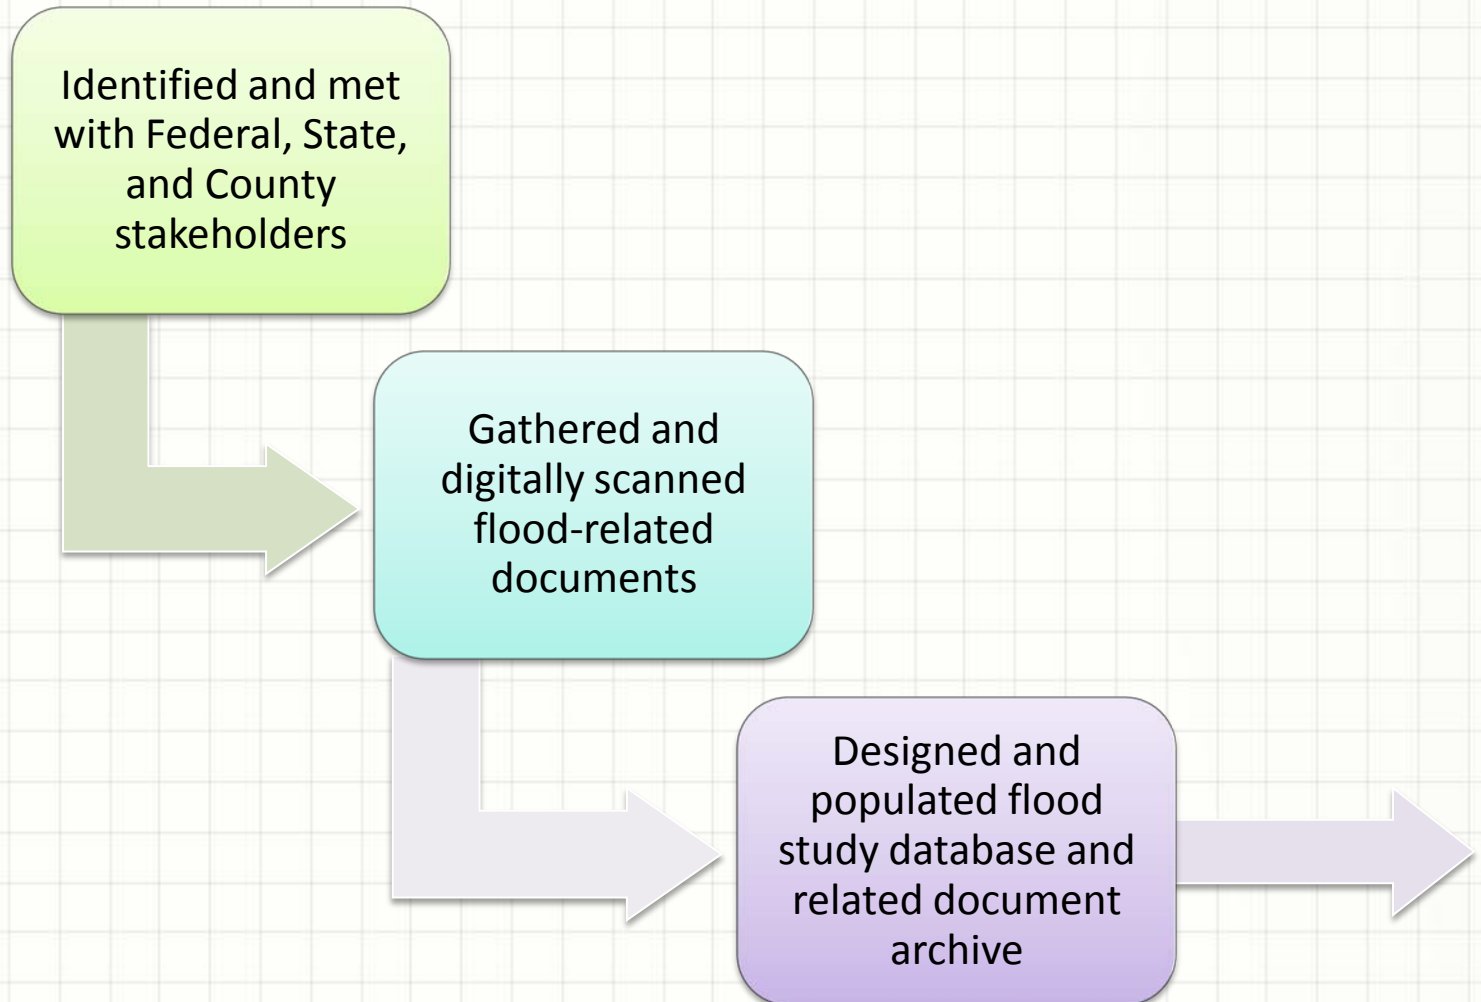 Identified and met
with Federal, State,
and County
stakeholders
Gathered and
digitally scanned
flood-related
documents
Designed and
populated flood
study database and
related document
archive